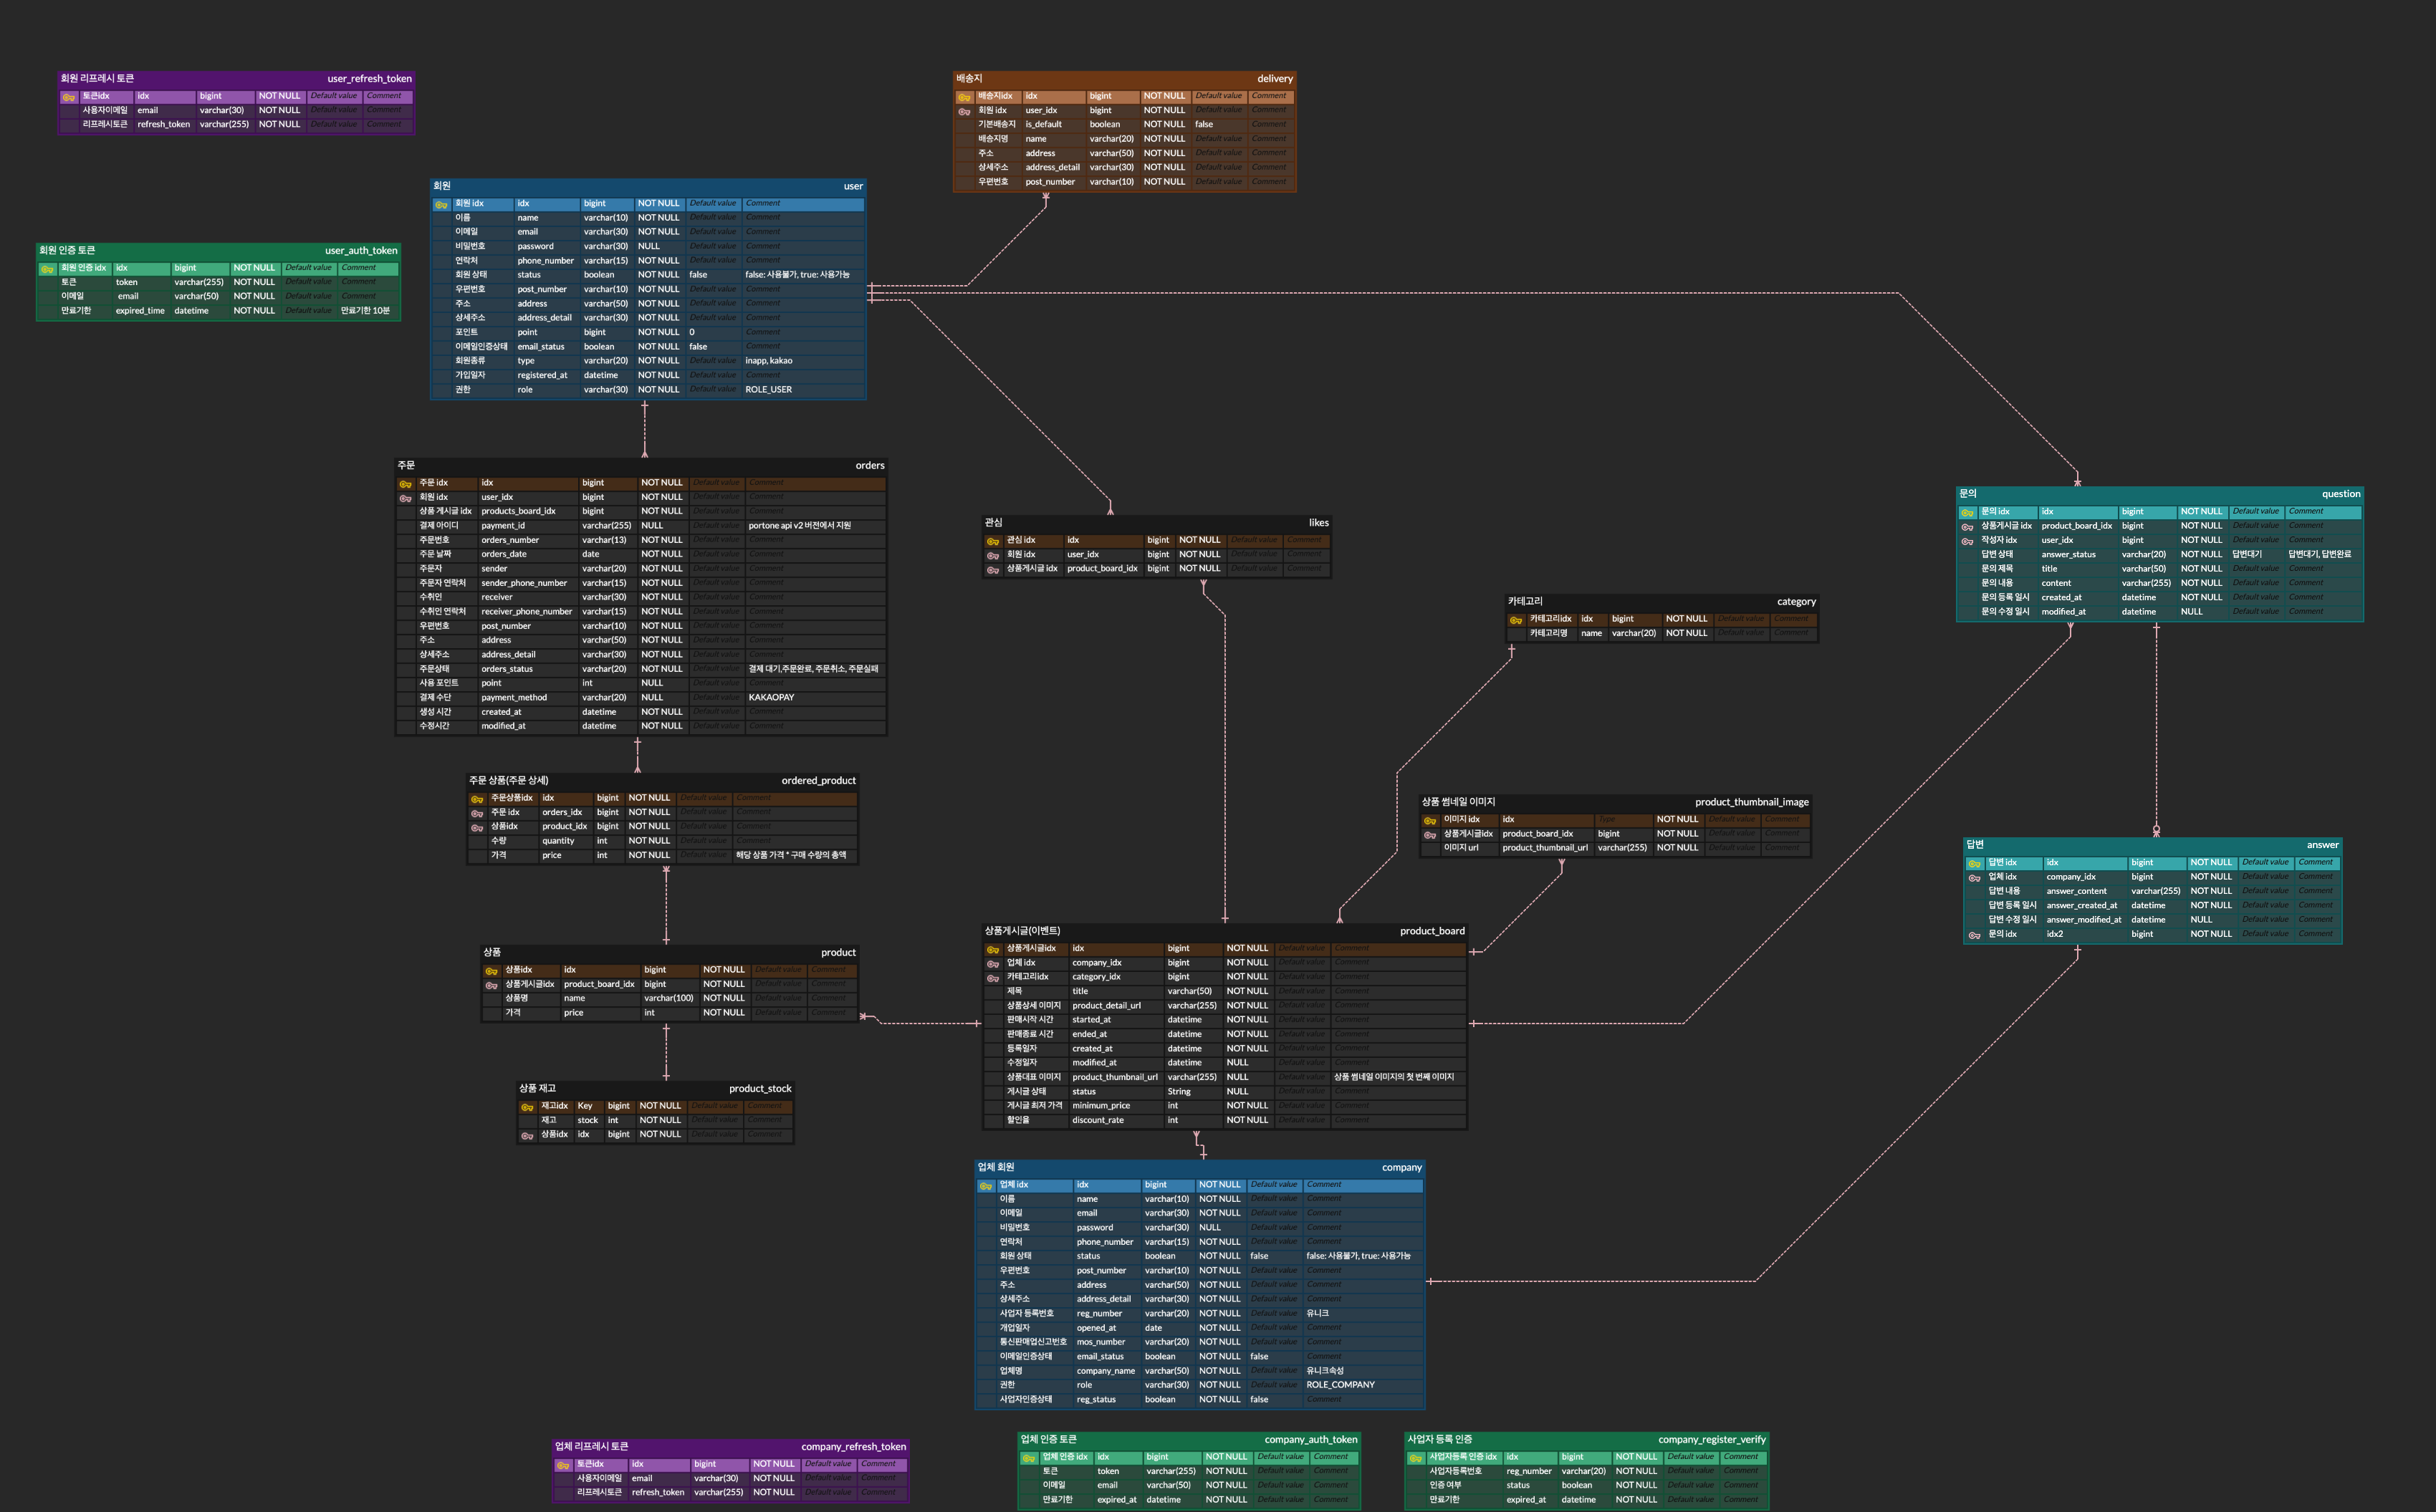 회원 리프레시 토큰 user_refresh_token
토큰idx idx bigint NOT NULL Default value Comment
사용자이메일 email varchar(30) NOT NULL Default value Comment
리프레시토큰 refresh_token varchar(255) NOT NULL Default value Comment
배송지 delivery
배송지idx idx bigint NOT NULL Default value Comment
회원 idx user_idx bigint NOT NULL Default value Comment
기본배송지 is_default boolean NOT NULL false Comment
배송지명 name varchar(20) NOT NULL Default value Comment
주소 address varchar(50) NOT NULL Default value Comment
상세주소 address_detail varchar(30) NOT NULL Default value Comment
우편번호 post_number varchar(10) NOT NULL Default value Comment
회원 user
회원 idx idx bigint NOT NULL Default value Comment
이름 name varchar(10) NOT NULL Default value Comment
이메일 email varchar(30) NOT NULL Default value Comment
비밀번호 password varchar(30) NULL Default value Comment
연락처 phone_number varchar(15) NOT NULL Default value Comment
회원 상태 status boolean NOT NULL false false: 사용불가, true: 사용가능
우편번호 post_number varchar(10) NOT NULL Default value Comment
주소 address varchar(50) NOT NULL Default value Comment
상세주소 address_detail varchar(30) NOT NULL Default value Comment
포인트 point bigint NOT NULL 0 Comment
이메일인증상태 email_status boolean NOT NULL false Comment
회원종류 type varchar(20) NOT NULL Default value inapp, kakao
가입일자 registered_at datetime NOT NULL Default value Comment
권한 role varchar(30) NOT NULL Default value ROLE_USER
회원 인증 토큰 user_auth_token
회원 인증 idx idx bigint NOT NULL Default value Comment
토큰 token varchar(255) NOT NULL Default value Comment
이메일 email varchar(50) NOT NULL Default value Comment
만료기한 expired_time datetime NOT NULL Default value 만료기한 10분
주문 orders
주문 idx idx bigint NOT NULL Default value Comment
회원 idx user_idx bigint NOT NULL Default value Comment
상품 게시글 idx products_board_idx bigint NOT NULL Default value Comment
결제 아이디 payment_id varchar(255) NULL Default value portone api v2 버전에서 지원
주문번호 orders_number varchar(13) NOT NULL Default value Comment
주문 날짜 orders_date date NOT NULL Default value Comment
주문자 sender varchar(20) NOT NULL Default value Comment
주문자 연락처 sender_phone_number varchar(15) NOT NULL Default value Comment
수취인 receiver varchar(30) NOT NULL Default value Comment
수취인 연락처 receiver_phone_number varchar(15) NOT NULL Default value Comment
우편번호 post_number varchar(10) NOT NULL Default value Comment
주소 address varchar(50) NOT NULL Default value Comment
상세주소 address_detail varchar(30) NOT NULL Default value Comment
주문상태 orders_status varchar(20) NOT NULL Default value 결제 대기,주문완료, 주문취소, 주문실패
사용 포인트 point int NULL Default value Comment
결제 수단 payment_method varchar(20) NULL Default value KAKAOPAY
생성 시간 created_at datetime NOT NULL Default value Comment
수정시간 modified_at datetime NOT NULL Default value Comment
관심 likes
관심 idx idx bigint NOT NULL Default value Comment
회원 idx user_idx bigint NOT NULL Default value Comment
상품게시글 idx product_board_idx bigint NOT NULL Default value Comment
문의 question
문의 idx idx bigint NOT NULL Default value Comment
상품게시글 idx product_board_idx bigint NOT NULL Default value Comment
작성자 idx user_idx bigint NOT NULL Default value Comment
답변 상태 answer_status varchar(20) NOT NULL 답변대기 답변대기, 답변완료
문의 제목 title varchar(50) NOT NULL Default value Comment
문의 내용 content varchar(255) NOT NULL Default value Comment
문의 등록 일시 created_at datetime NOT NULL Default value Comment
문의 수정 일시 modified_at datetime NULL Default value Comment
카테고리 category
카테고리idx idx bigint NOT NULL Default value Comment
카테고리명 name varchar(20) NOT NULL Default value Comment
주문 상품(주문 상세) ordered_product
주문상품idx idx bigint NOT NULL Default value Comment
주문 idx orders_idx bigint NOT NULL Default value Comment
상품idx product_idx bigint NOT NULL Default value Comment
수량 quantity int NOT NULL Default value Comment
가격 price int NOT NULL Default value 해당 상품 가격 * 구매 수량의 총액
상품 썸네일 이미지 product_thumbnail_image
이미지 idx idx Type NOT NULL Default value Comment
상품게시글idx product_board_idx bigint NOT NULL Default value Comment
이미지 url product_thumbnail_url varchar(255) NOT NULL Default value Comment
답변 answer
답변 idx idx bigint NOT NULL Default value Comment
업체 idx company_idx bigint NOT NULL Default value Comment
답변 내용 answer_content varchar(255) NOT NULL Default value Comment
답변 등록 일시 answer_created_at datetime NOT NULL Default value Comment
답변 수정 일시 answer_modified_at datetime NULL Default value Comment
문의 idx idx2 bigint NOT NULL Default value Comment
상품 product
상품idx idx bigint NOT NULL Default value Comment
상품게시글idx product_board_idx bigint NOT NULL Default value Comment
상품명 name varchar(100) NOT NULL Default value Comment
가격 price int NOT NULL Default value Comment
상품게시글(이벤트) product_board
상품게시글idx idx bigint NOT NULL Default value Comment
업체 idx company_idx bigint NOT NULL Default value Comment
카테고리idx category_idx bigint NOT NULL Default value Comment
제목 title varchar(50) NOT NULL Default value Comment
상품상세 이미지 product_detail_url varchar(255) NOT NULL Default value Comment
판매시작 시간 started_at datetime NOT NULL Default value Comment
판매종료 시간 ended_at datetime NOT NULL Default value Comment
등록일자 created_at datetime NOT NULL Default value Comment
수정일자 modified_at datetime NULL Default value Comment
상품대표 이미지 product_thumbnail_url varchar(255) NULL Default value 상품 썸네일 이미지의 첫 번째 이미지
게시글 상태 status String NULL Default value Comment
게시글 최저 가격 minimum_price int NOT NULL Default value Comment
할인율 discount_rate int NOT NULL Default value Comment
상품 재고 product_stock
재고idx Key bigint NOT NULL Default value Comment
재고 stock int NOT NULL Default value Comment
상품idx idx bigint NOT NULL Default value Comment
업체 회원 company
업체 idx idx bigint NOT NULL Default value Comment
이름 name varchar(10) NOT NULL Default value Comment
이메일 email varchar(30) NOT NULL Default value Comment
비밀번호 password varchar(30) NULL Default value Comment
연락처 phone_number varchar(15) NOT NULL Default value Comment
회원 상태 status boolean NOT NULL false false: 사용불가, true: 사용가능
우편번호 post_number varchar(10) NOT NULL Default value Comment
주소 address varchar(50) NOT NULL Default value Comment
상세주소 address_detail varchar(30) NOT NULL Default value Comment
사업자 등록번호 reg_number varchar(20) NOT NULL Default value 유니크
개업일자 opened_at date NOT NULL Default value Comment
통신판매업신고번호 mos_number varchar(20) NOT NULL Default value Comment
이메일인증상태 email_status boolean NOT NULL false Comment
업체명 company_name varchar(50) NOT NULL Default value 유니크속성
권한 role varchar(30) NOT NULL Default value ROLE_COMPANY
사업자인증상태 reg_status boolean NOT NULL false Comment
업체 리프레시 토큰 company_refresh_token
토큰idx idx bigint NOT NULL Default value Comment
사용자이메일 email varchar(30) NOT NULL Default value Comment
리프레시토큰 refresh_token varchar(255) NOT NULL Default value Comment
업체 인증 토큰 company_auth_token
업체 인증 idx idx bigint NOT NULL Default value Comment
토큰 token varchar(255) NOT NULL Default value Comment
이메일 email varchar(50) NOT NULL Default value Comment
만료기한 expired_at datetime NOT NULL Default value Comment
사업자 등록 인증 company_register_verify
사업자등록 인증 idx idx bigint NOT NULL Default value Comment
사업자등록번호 reg_number varchar(20) NOT NULL Default value Comment
인증 여부 status boolean NOT NULL Default value Comment
만료기한 expired_at datetime NOT NULL Default value Comment